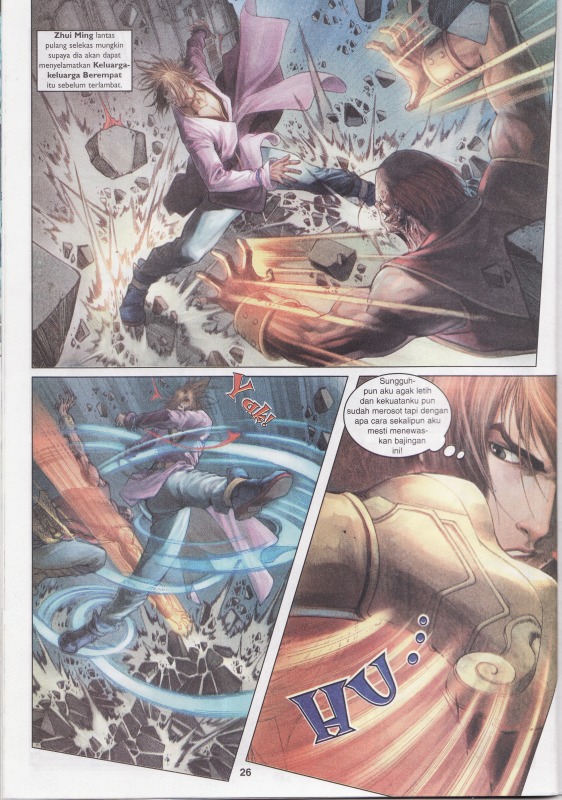 Zhui Ming lantas
pulang selekas mungkin
supaya dia akan dapat
menyelamatkan Keluarga-
keluarga Berempat
itu sebelum terlambat.
Yak!
Sungguh-
pun aku agak letih
dan kekuatanku pun
sudah merosot tapi dengan
apa cara sekalipun aku
mesti menewas-
kan bajingan
ini!
HU...
26